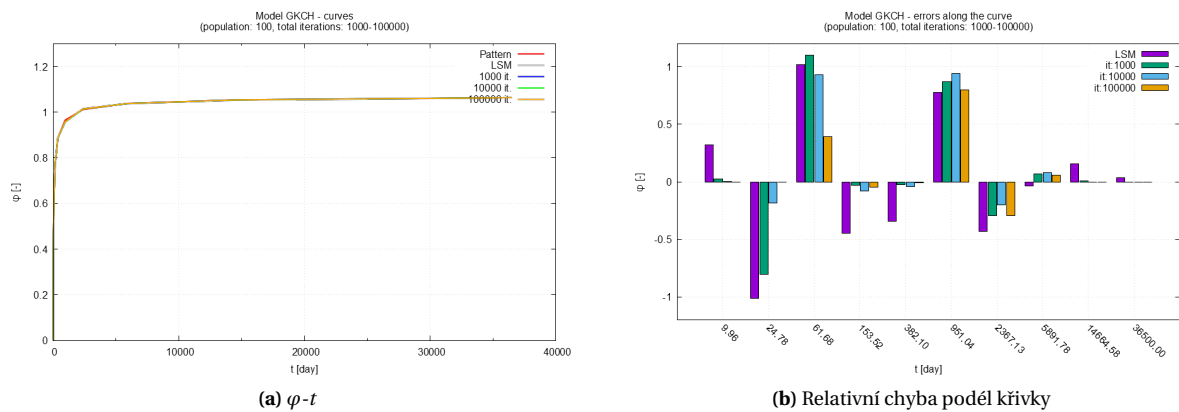 Model GKCH - curves
(population: 100, total iterations: 1000-100000)
Pattern
LSM
1000 it.
10000 it.
100000 it.
1.2
1
0.8
0.6
0.4
0.2
0
φ [-]
0
10000
20000
30000
40000
t [day]
(a) φ-t
Model GKCH - errors along the curve
(population: 100, total iterations: 1000-100000)
LSM
it:1000
it:10000
it:100000
1
0.5
0
-0.5
-1
φ [-]
9.96
24.78
61.68
153.52
382.10
951.04
2367.13
5891.78
14664.58
36500.00
t [day]
(b) Relativní chyba podél křivky